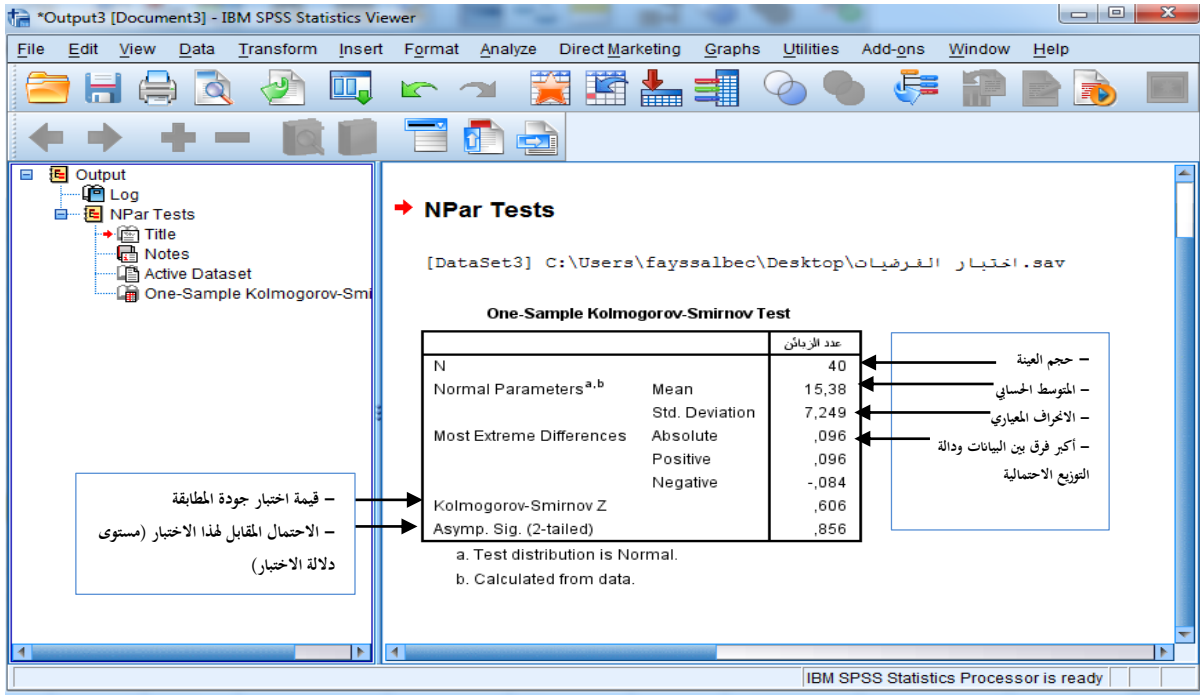 *Output3 [Document3] - IBM SPSS Statistics Viewer
File Edit View Data Transform Insert Format Analyze Direct Marketing Graphs Utilities Add-ons Window Help
Output
Log
NPar Tests
Title
Notes
Active Dataset
One-Sample Kolmogorov-Smi
NPar Tests
[DataSet3] C:\Users\fayssalbec\Desktop\اختبار الفرضيات.sav
One-Sample Kolmogorov-Smirnov Test
عدد الزبائن
N 40
Normal Parameters a,b Mean 15,38
Std. Deviation 7,249
Most Extreme Differences Absolute ,096
Positive ,096
Negative -,084
Kolmogorov-Smirnov Z ,606
Asymp. Sig. (2-tailed) ,856
a. Test distribution is Normal.
b. Calculated from data.
– حجم العينة
– المتوسط الحسابي
– الانحراف المعياري
– أكبر فرق بين البيانات ودالة
التوزيع الاحتمالية
– قيمة اختبار جودة المطابقة
– الاحتمال المقابل لهذا الاختبار (مستوى
دلالة الاختبار)
IBM SPSS Statistics Processor is ready